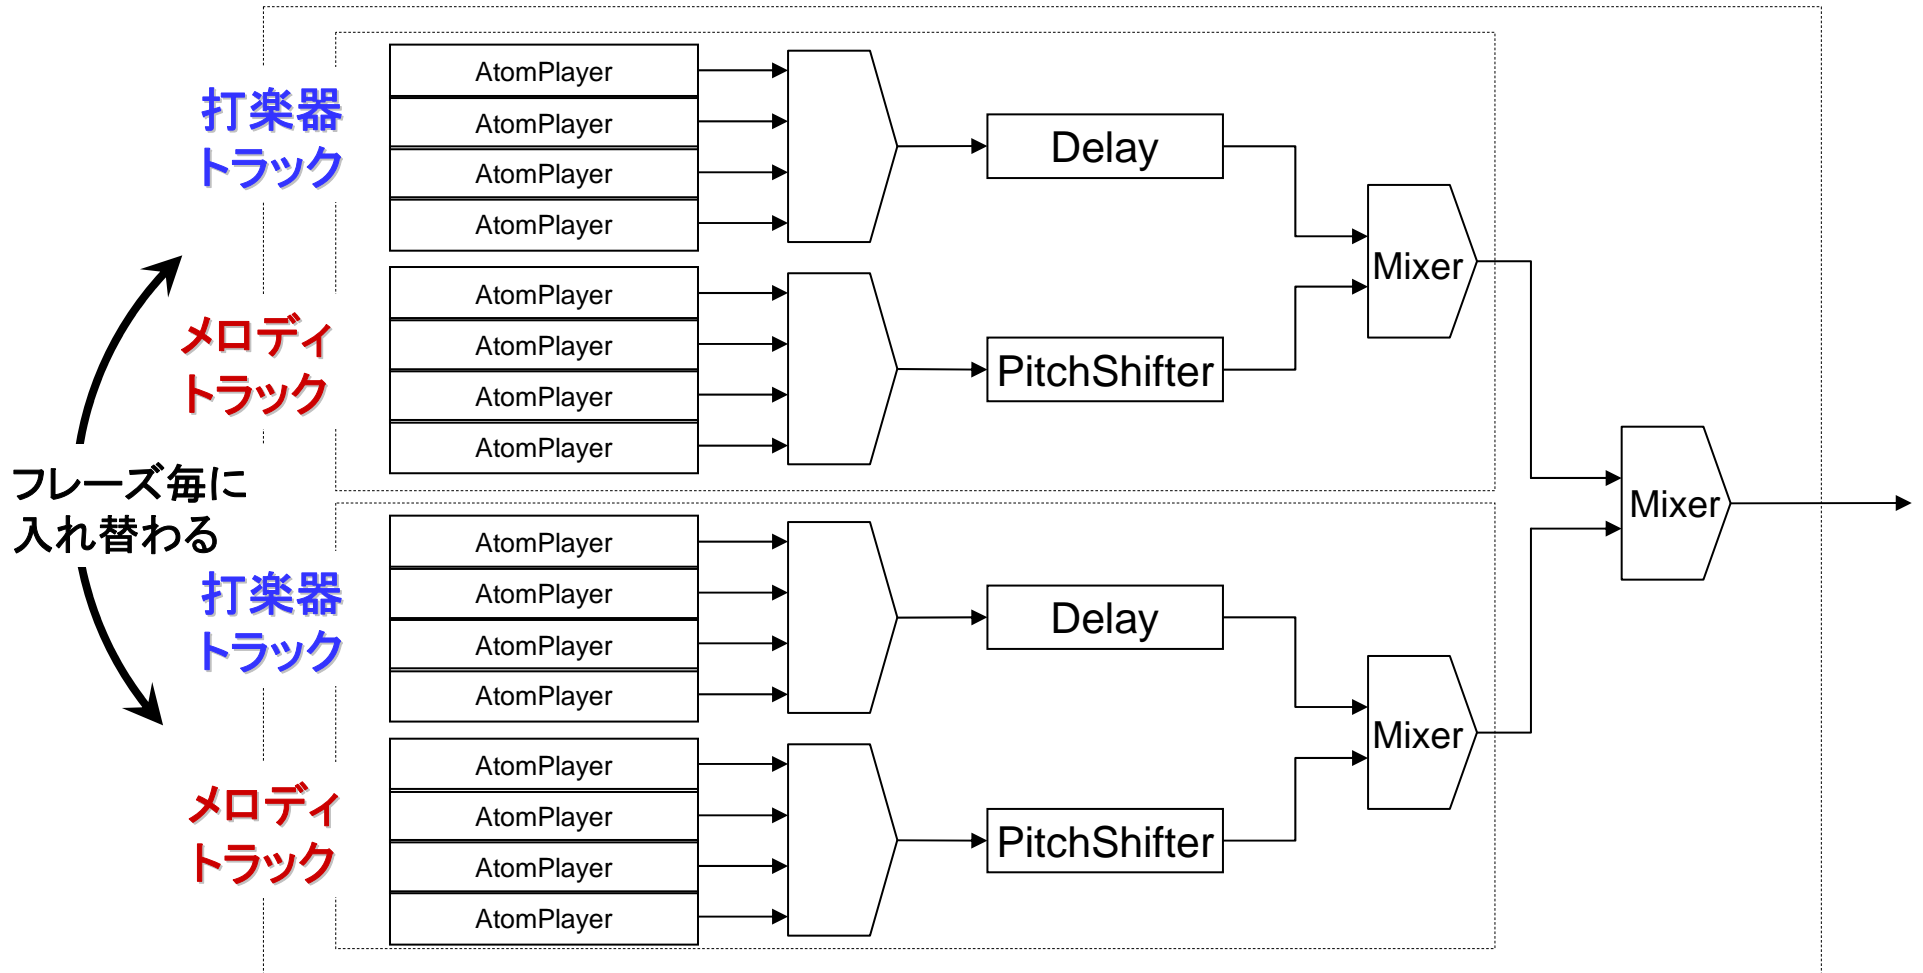 打楽器
トラック
AtomPlayer
AtomPlayer
AtomPlayer
AtomPlayer
Delay
メロディ
トラック
AtomPlayer
AtomPlayer
AtomPlayer
AtomPlayer
PitchShifter
Mixer
フレーズ毎に
入れ替わる
打楽器
トラック
AtomPlayer
AtomPlayer
AtomPlayer
AtomPlayer
Delay
メロディ
トラック
AtomPlayer
AtomPlayer
AtomPlayer
AtomPlayer
PitchShifter
Mixer
Mixer